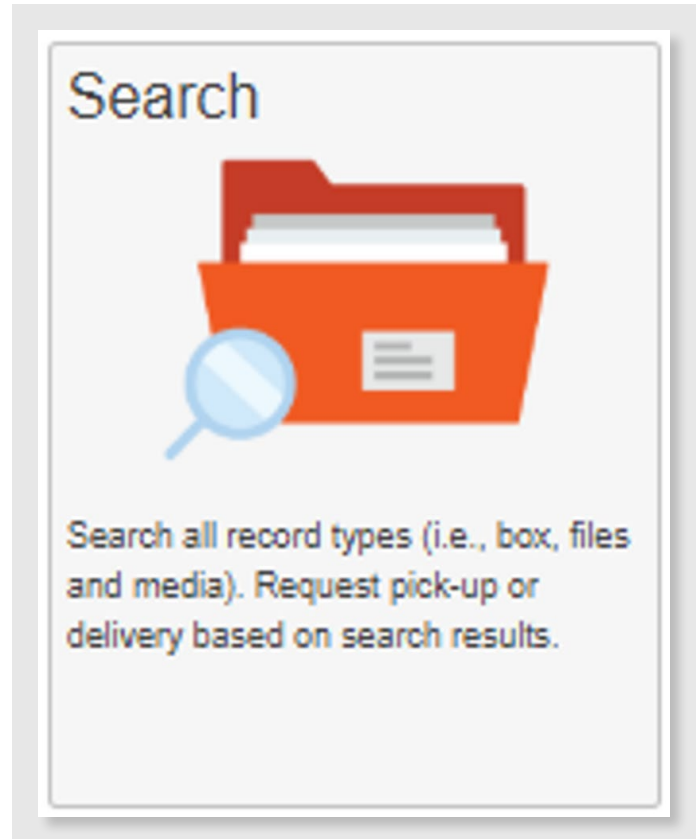 Search
Search all record types (i.e., box, files
and media). Request pick-up or
delivery based on search results.